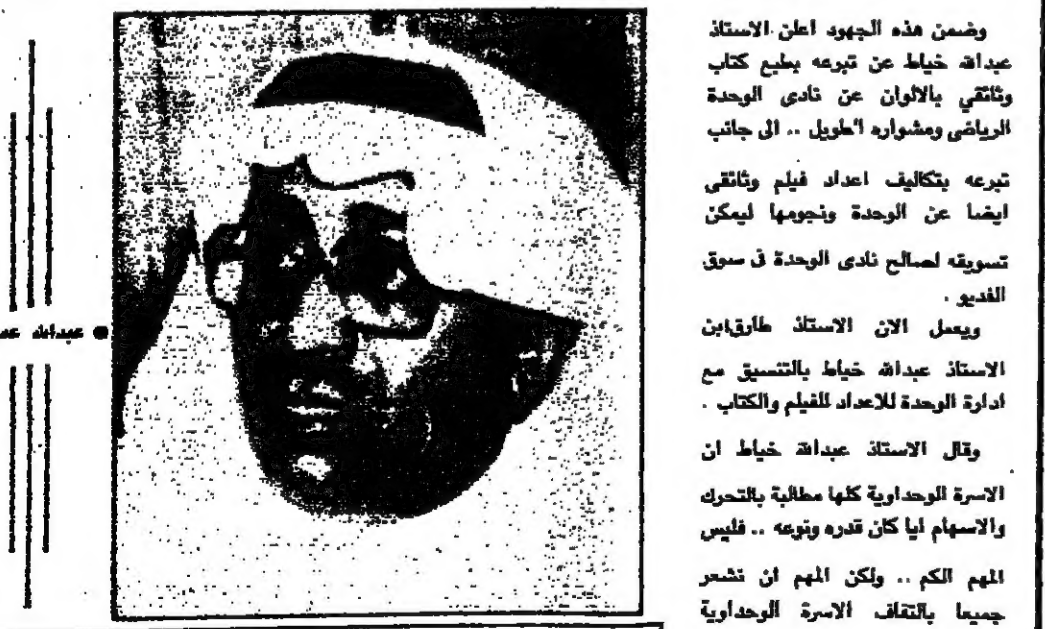 وضمن هذه الجهود اعلن الاستاذ
عبدالله خياط عن تبرعه بطبع كتاب
وثائقي بالالوان عن نادى الوحدة
الرياضى ومشواره الطويل .. الى جانب
تبرعه بتكاليف اعداد فيلم وثائقى
ايضا عن الوحدة ونجومها ليمكن
تسويقه لصالح نادى الوحدة فى سوق
الفديو .
ويعمل الان الاستاذ طارق ابن
الاستاذ عبدالله خياط بالتنسيق مع
ادارة الوحدة للاعداد للفيلم والكتاب .
وقال الاستاذ عبدالله خياط ان
الاسرة الوحداوية كلها مطالبة بالتحرك
والاسهام ايا كان قدره ونوعه .. فليس
المهم الكم .. ولكن المهم ان نشعر
جميعا بالتفاف الاسرة الوحداوية
● عبدالله